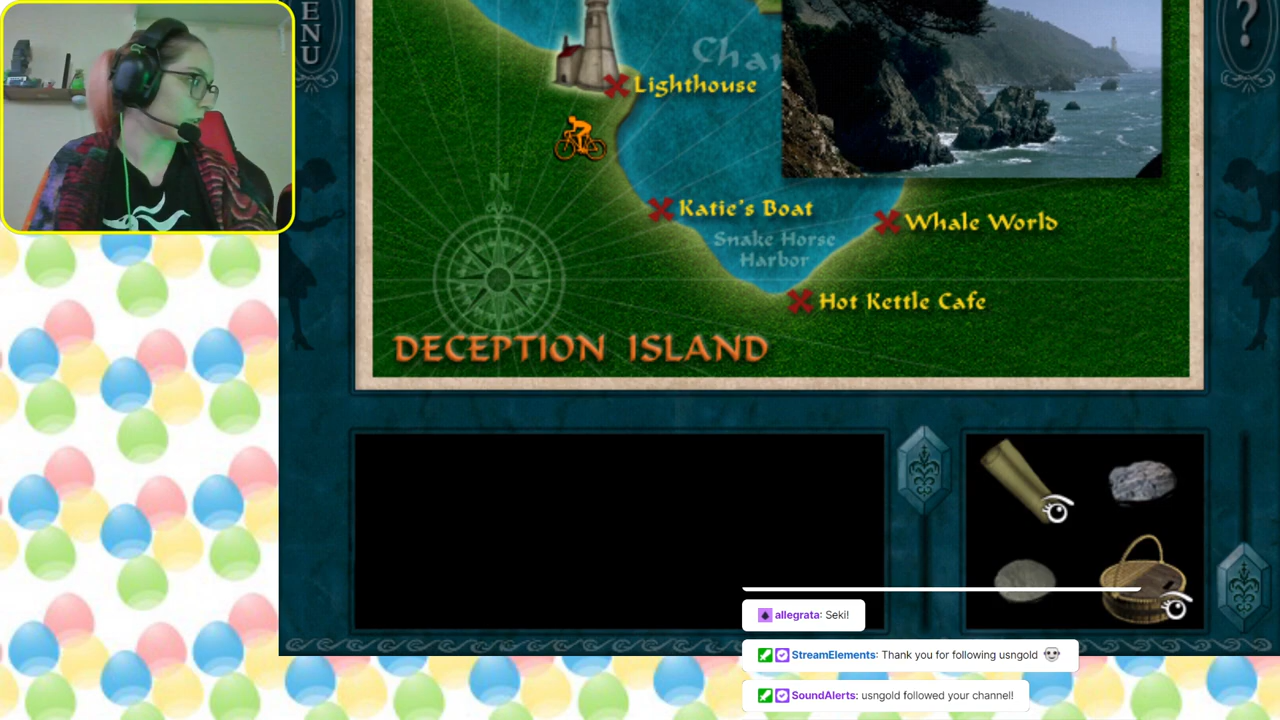 ENU
?
Cha
Lighthouse
N
Katie's Boat
Whale World
Snake Horse
Harbor
Hot Kettle Cafe
DECEPTION ISLAND
allegrata: Seki!
StreamElements: Thank you for following usngold
SoundAlerts: usngold followed your channel!